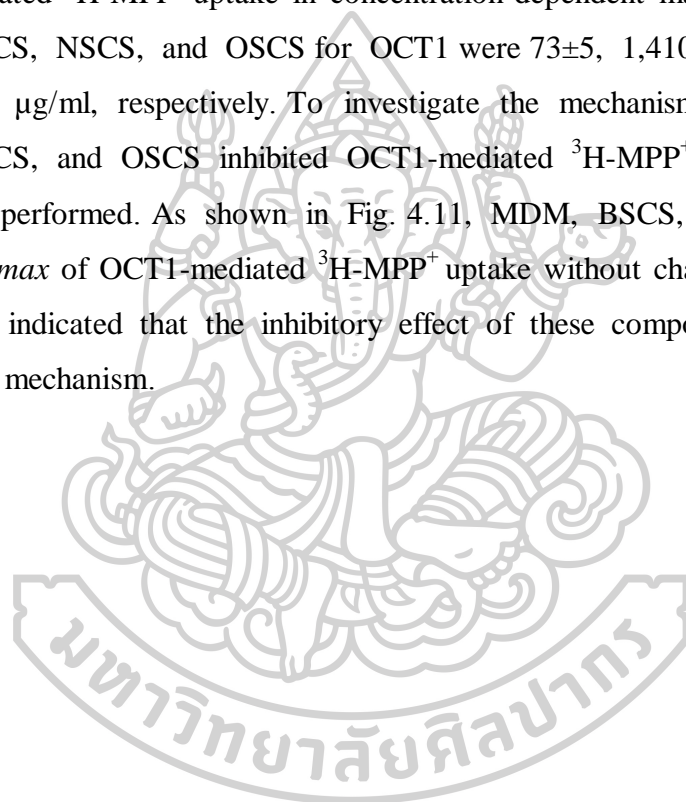 ated ³H-MPP⁺ uptake in concentration-dependent ma
CS, NSCS, and OSCS for OCT1 were 73±5, 1,410
µg/ml, respectively. To investigate the mechanism
CS, and OSCS inhibited OCT1-mediated ³H-MPP⁺
performed. As shown in Fig. 4.11, MDM, BSCS,
max of OCT1-mediated ³H-MPP⁺ uptake without cha
indicated that the inhibitory effect of these compo
mechanism.
มหาวิทยาลัยศิลปากร